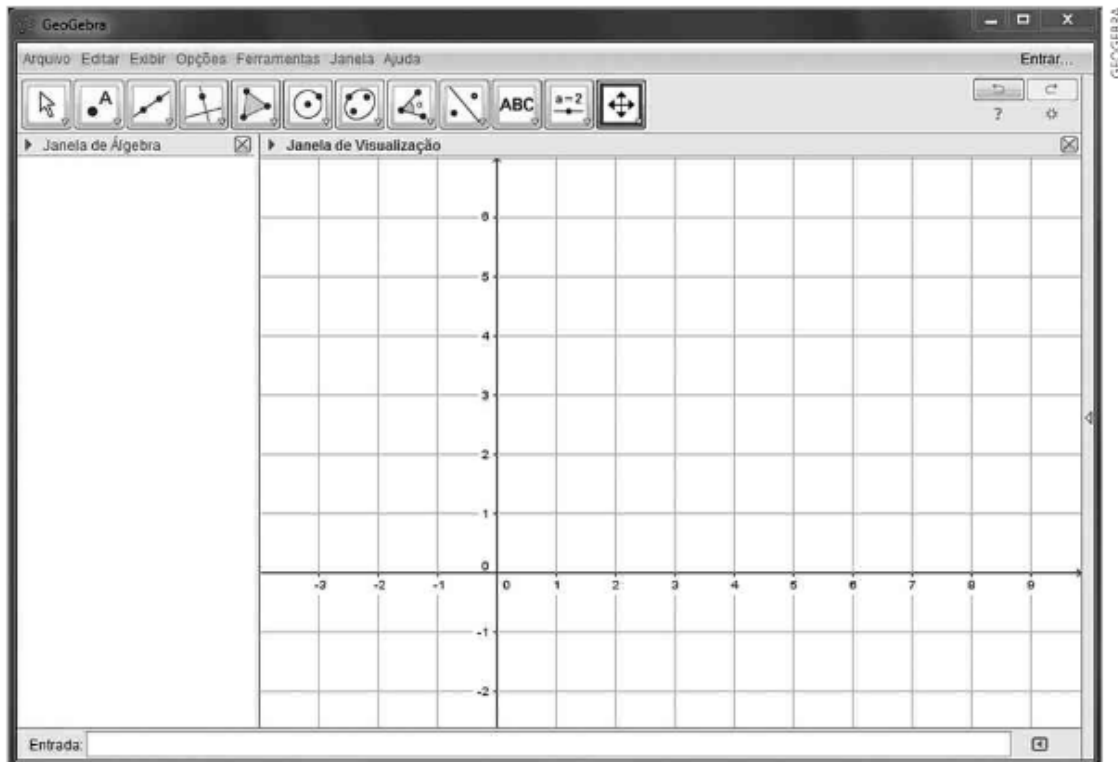 GeoGebra
Arquivo Editar Exibir Opções Ferramentas Janela Ajuda
Entrar...
A
α
ABC
a=2
?
Janela de Álgebra
Janela de Visualização
6
5
4
3
2
1
0
-3 -2 -1 0 1 2 3 4 5 6 7 8 9
-1
-2
Entrada:
GEOGEBRA